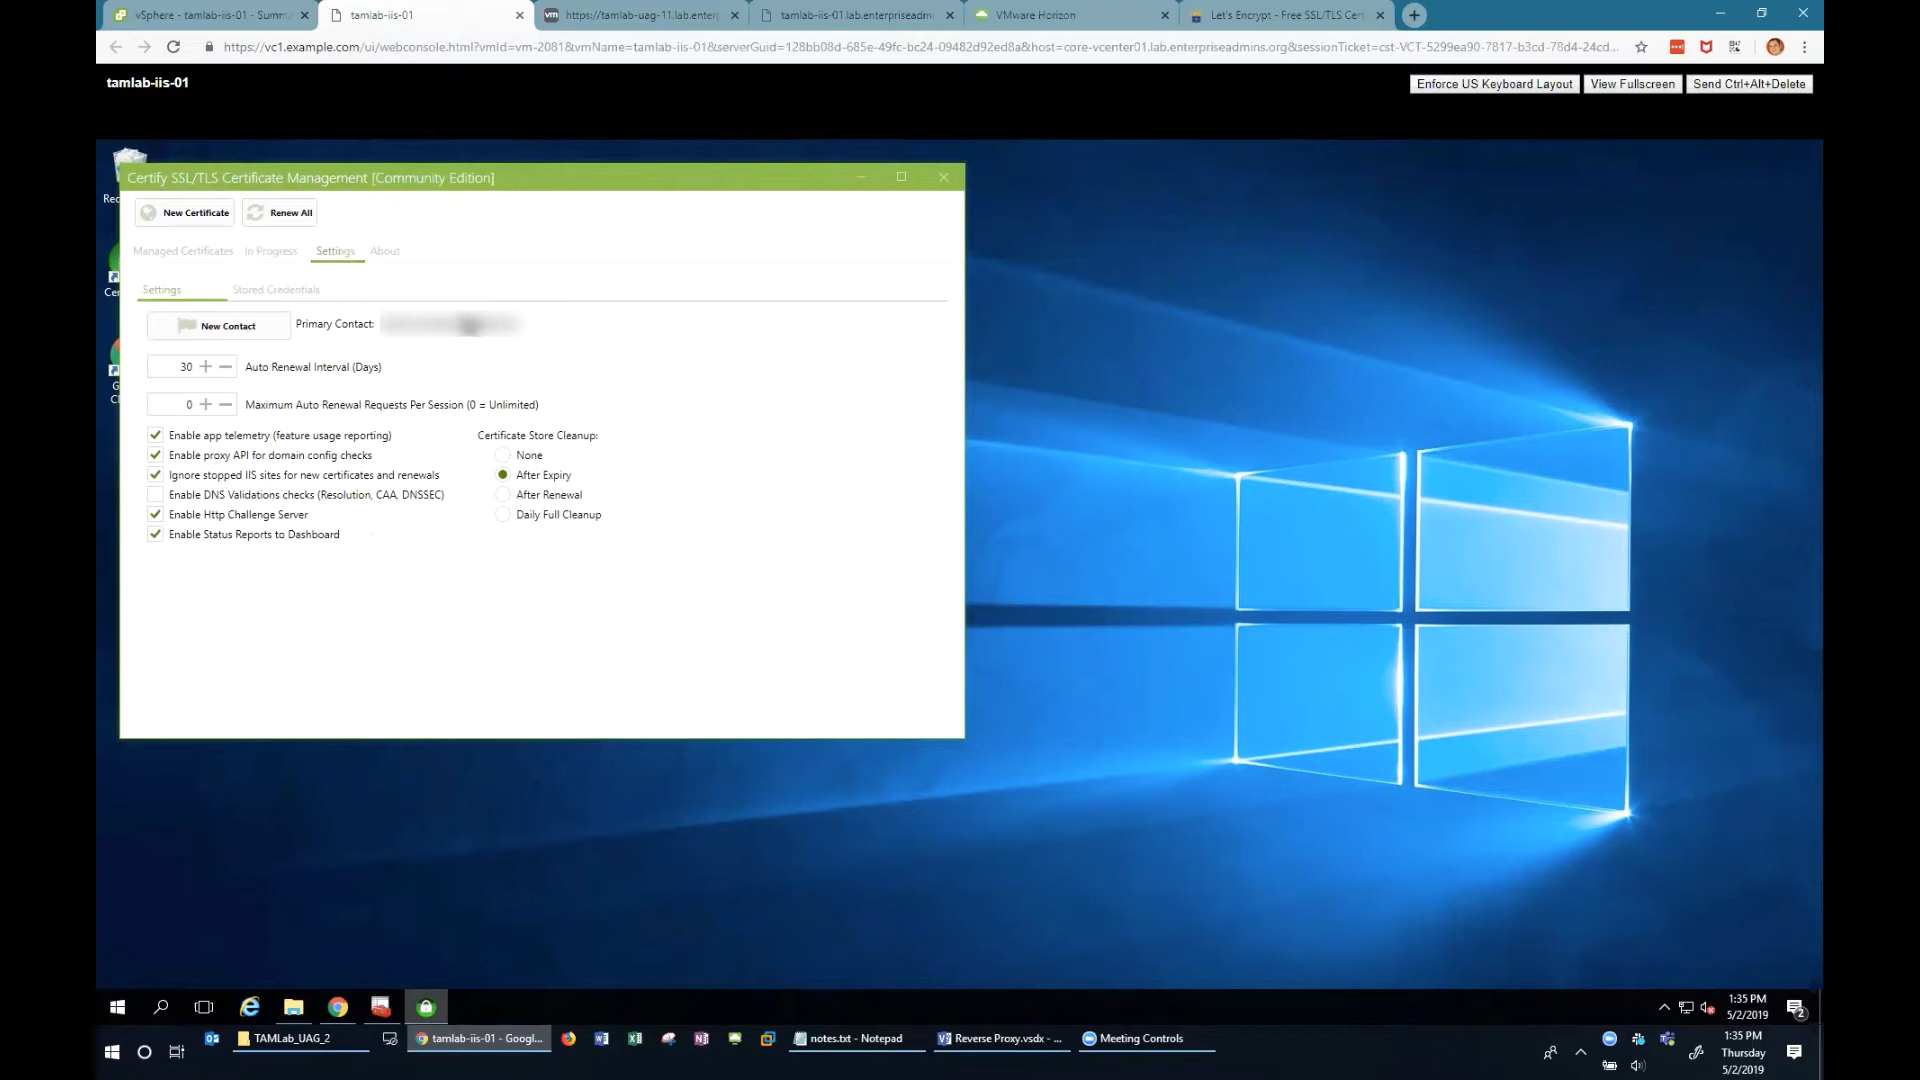 vSphere - tamlab-iis-01 - Summ
tamlab-iis-01
https://tamlab-uag-11.lab.enterp
tamlab-iis-01.lab.enterpriseadm
VMware Horizon
Let's Encrypt - Free SSL/TLS Cert
https://vc1.example.com/ui/webconsole.html?vmId=vm-2081&vmName=tamlab-iis-01&serverGuid=128bb08d-685e-49fc-bc24-09482d92ed8a&host=core-vcenter01.lab.enterpriseadmins.org&sessionTicket=cst-VCT-5299ea90-7817-b3cd-78d4-24cd...
tamlab-iis-01
Enforce US Keyboard Layout
View Fullscreen
Send Ctrl+Alt+Delete
Certify SSL/TLS Certificate Management [Community Edition]
New Certificate
Renew All
Managed Certificates
In Progress
Settings
About
Settings
Stored Credentials
New Contact
Primary Contact:
30
Auto Renewal Interval (Days)
0
Maximum Auto Renewal Requests Per Session (0 = Unlimited)
Enable app telemetry (feature usage reporting)
Certificate Store Cleanup:
Enable proxy API for domain config checks
None
Ignore stopped IIS sites for new certificates and renewals
After Expiry
Enable DNS Validations checks (Resolution, CAA, DNSSEC)
After Renewal
Enable Http Challenge Server
Daily Full Cleanup
Enable Status Reports to Dashboard
1:35 PM
5/2/2019
2
TAMLab_UAG_2
tamlab-iis-01 - Googl...
notes.txt - Notepad
Reverse Proxy.vsdx - ...
Meeting Controls
1:35 PM
Thursday
5/2/2019